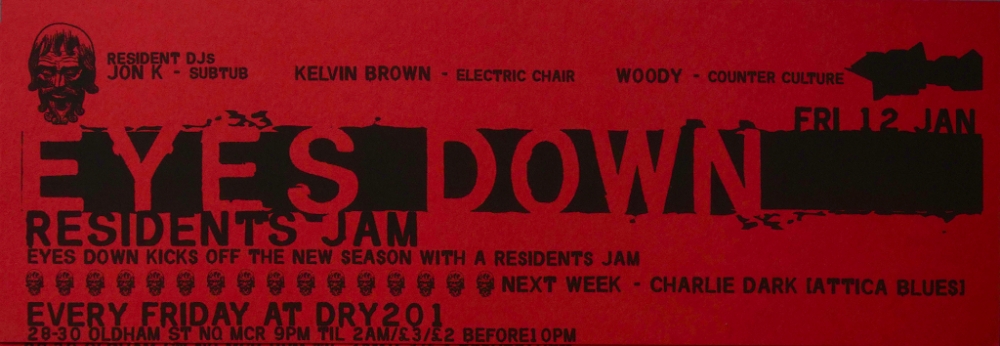 RESIDENT DJs
JON K - SUBTUB KELVIN BROWN - ELECTRIC CHAIR WOODY - COUNTER CULTURE
FRI 12 JAN
EYES DOWN
RESIDENTS JAM
EYES DOWN KICKS OFF THE NEW SEASON WITH A RESIDENTS JAM
NEXT WEEK - CHARLIE DARK [ATTICA BLUES]
EVERY FRIDAY AT DRY201
28-30 OLDHAM ST NQ MCR 9PM TIL 2AM/£3/£2 BEFORE10PM